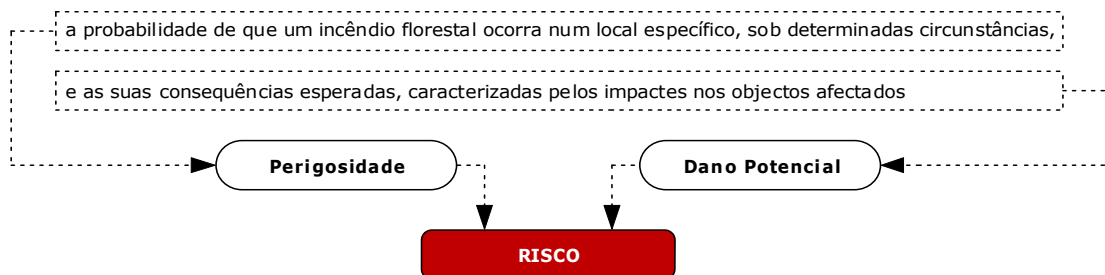 a probabilidade de que um incêndio florestal ocorra num local específico, sob determinadas circunstâncias,
e as suas consequências esperadas, caracterizadas pelos impactes nos objectos afectados
Perigosidade
Dano Potencial
RISCO